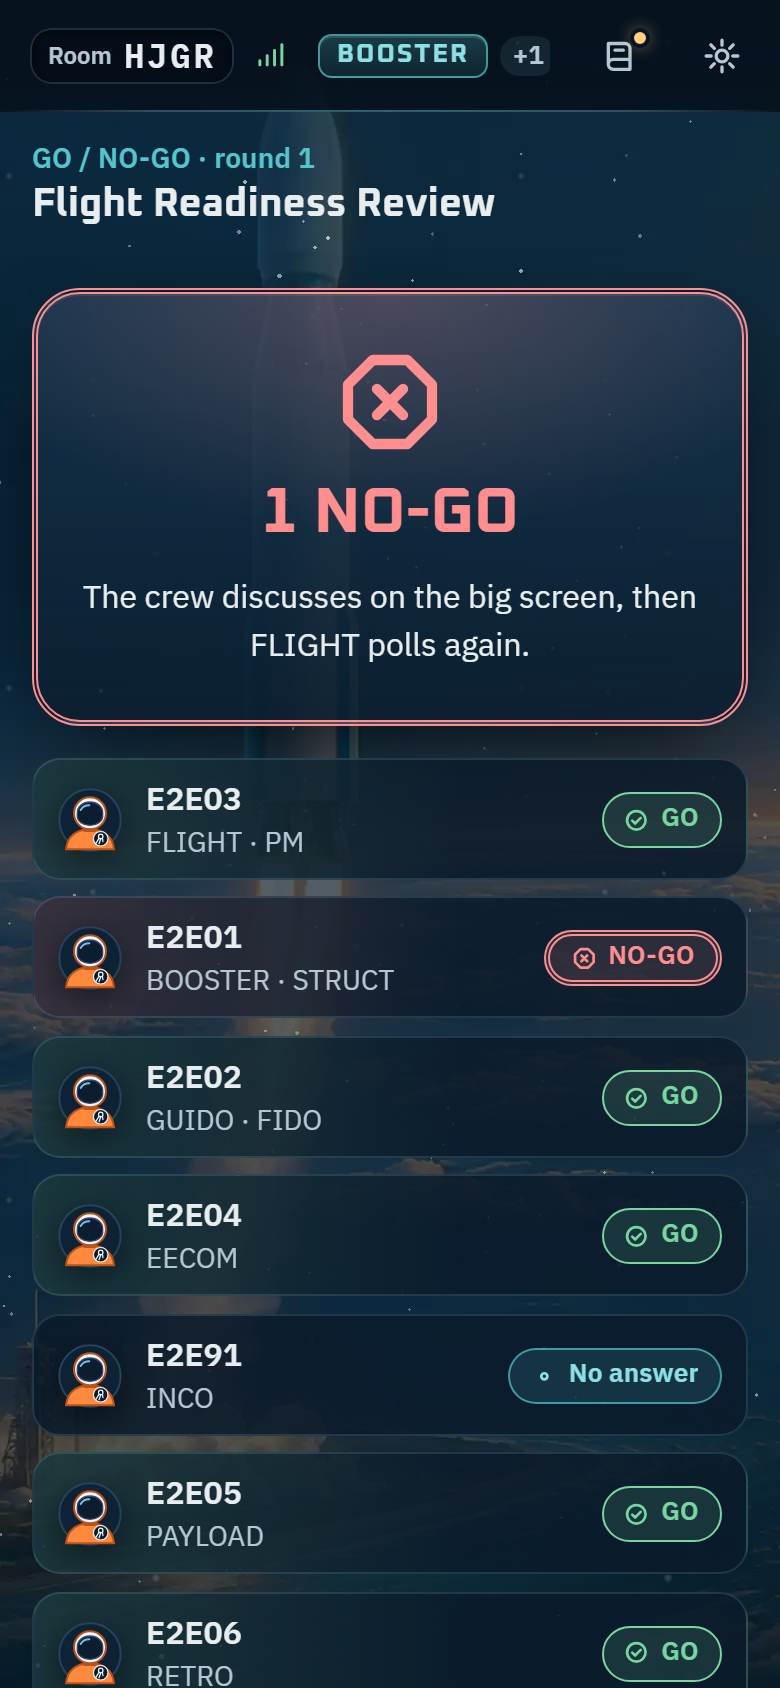 Room HJGR BOOSTER +1
GO / NO-GO · round 1
Flight Readiness Review
1 NO-GO
The crew discusses on the big screen, then
FLIGHT polls again.
E2E03
FLIGHT · PM
GO
E2E01
BOOSTER · STRUCT
NO-GO
E2E02
GUIDO · FIDO
GO
E2E04
EECOM
GO
E2E91
INCO
No answer
E2E05
PAYLOAD
GO
E2E06
RETRO
GO